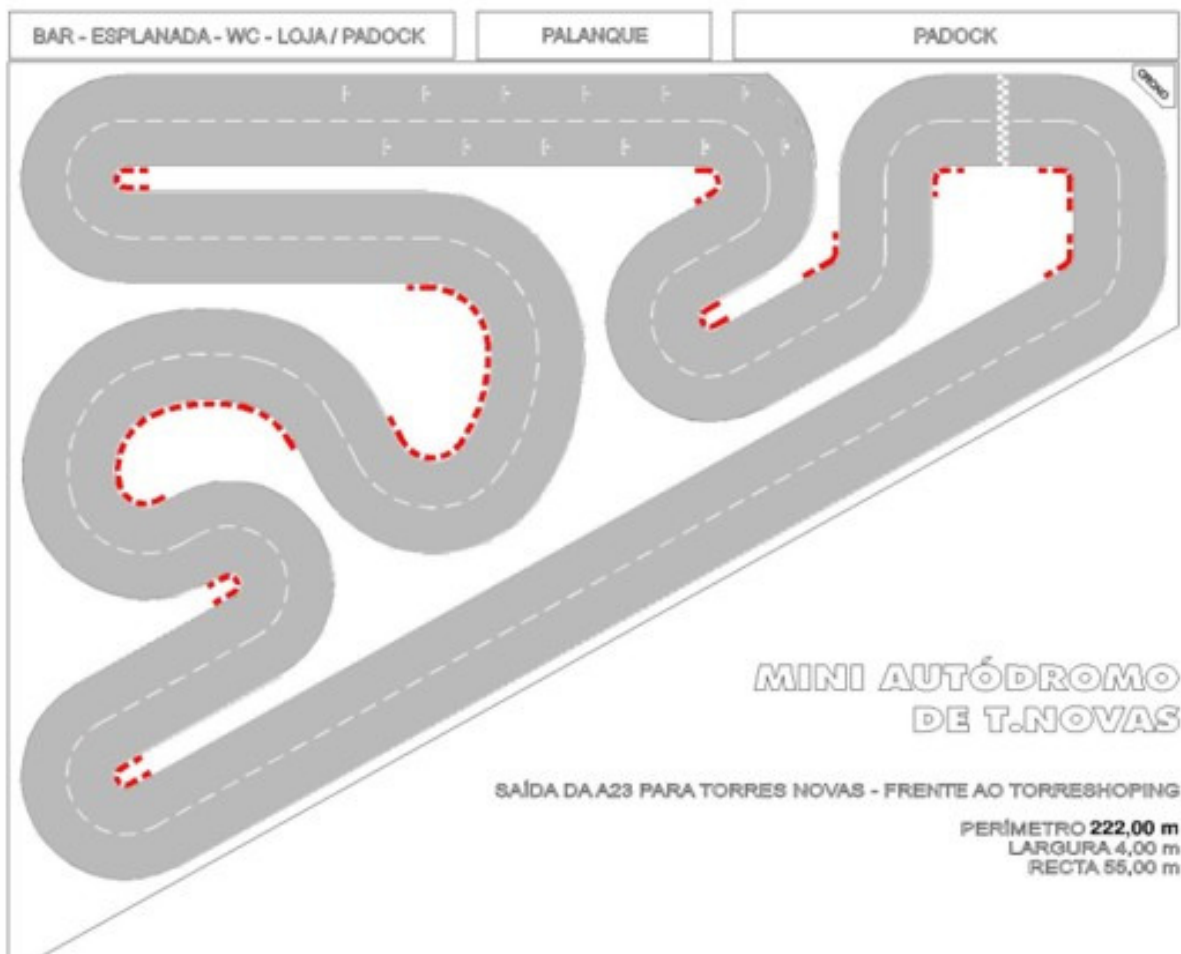 BAR - ESPLANADA - WC - LOJA / PADOCK
PALANQUE
PADOCK
CRONO
MINI AUTÓDROMO
DE T.NOVAS
SAÍDA DA A23 PARA TORRES NOVAS - FRENTE AO TORRESHOPING
PERÍMETRO 222,00 m
LARGURA 4,00 m
RECTA 55,00 m